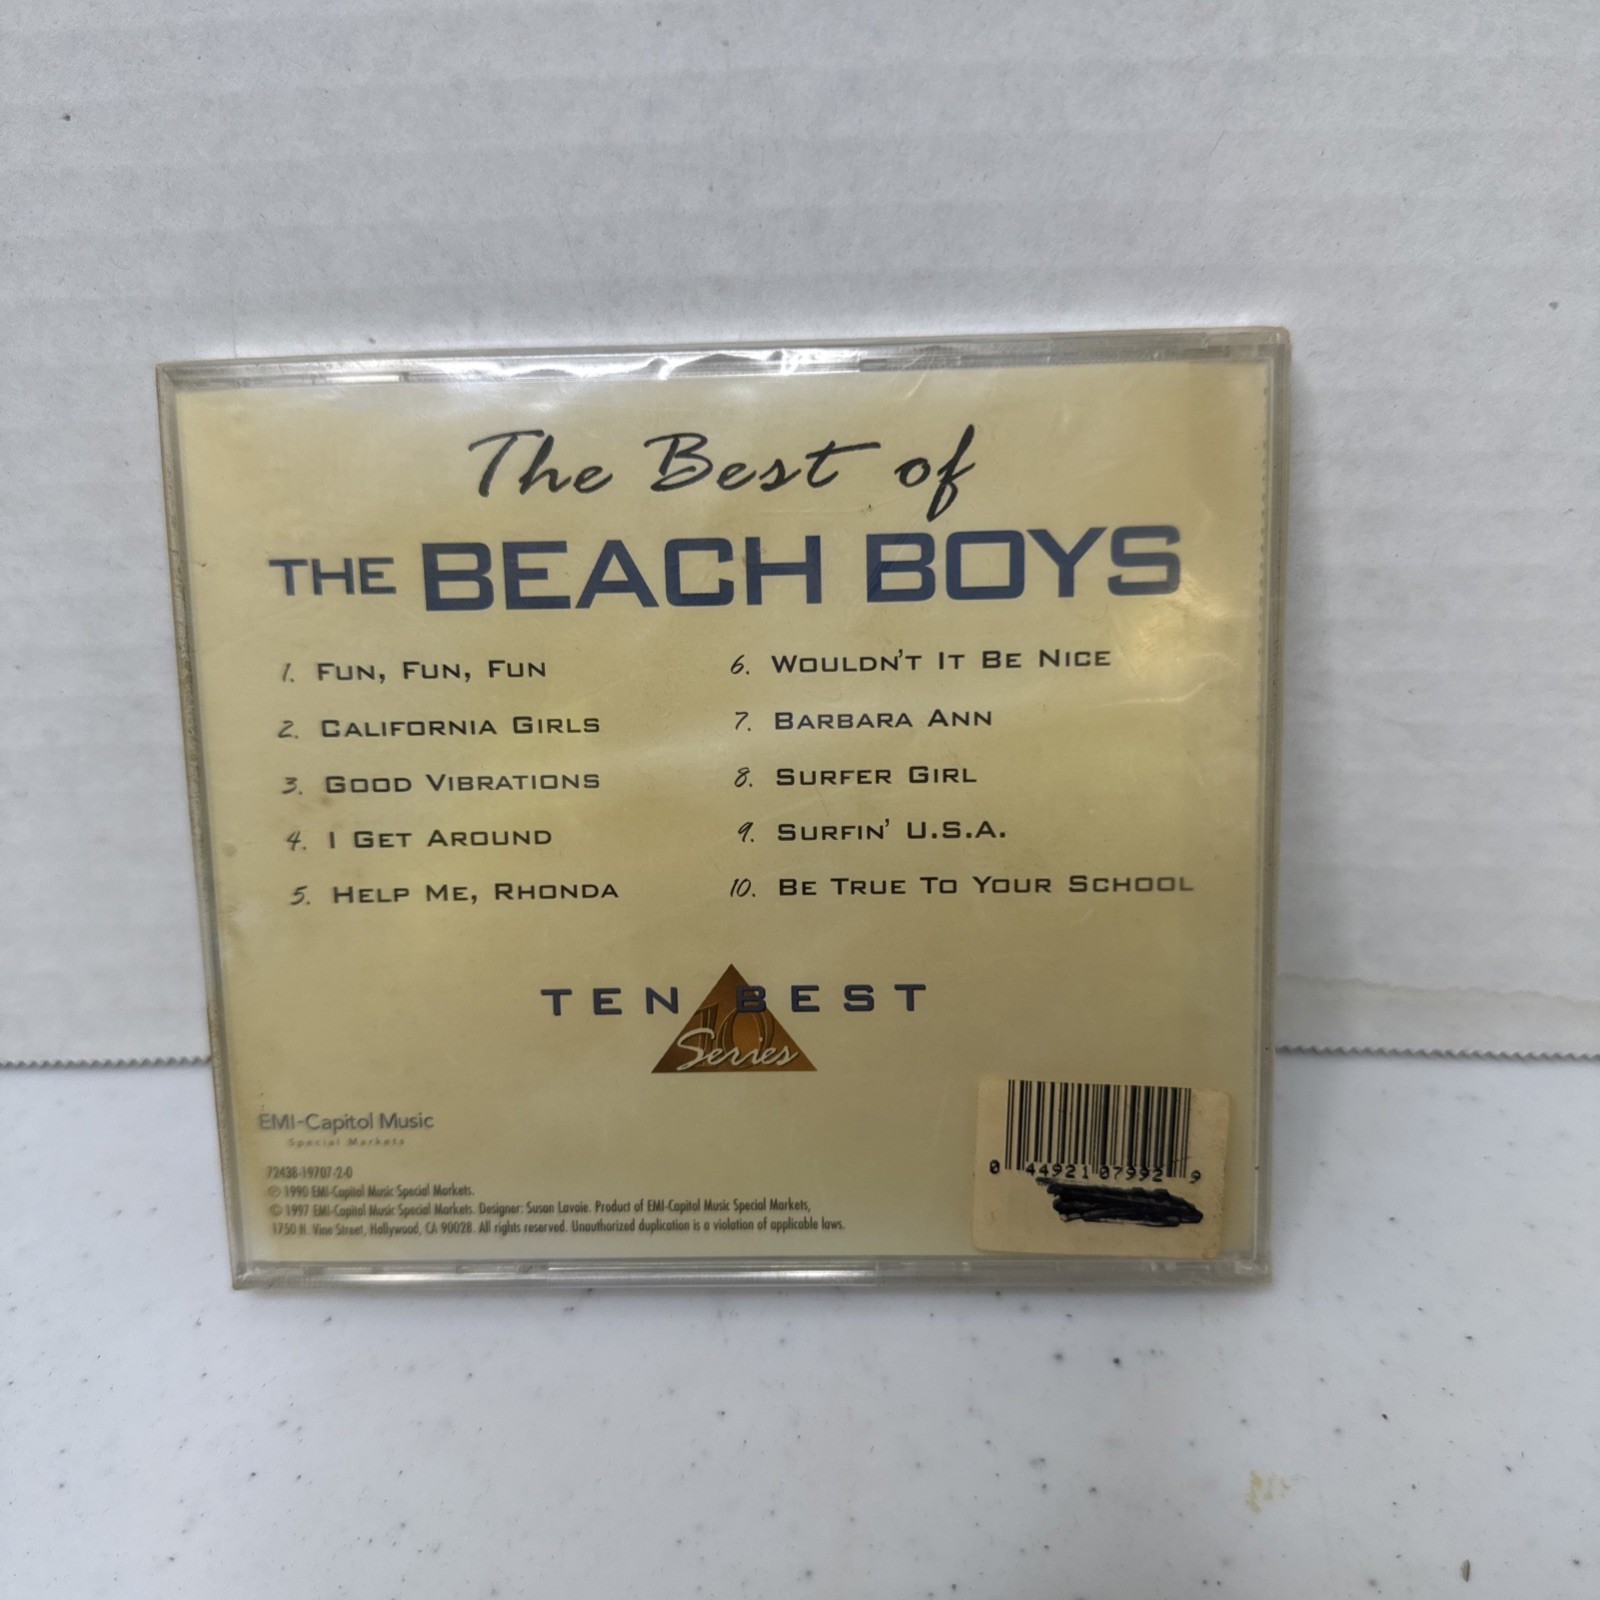 The Best of
THE BEACH BOYS
1. FUN, FUN, FUN
2. CALIFORNIA GIRLS
3. GOOD VIBRATIONS
4. I GET AROUND
5. HELP ME, RHONDA
6. WOULDN'T IT BE NICE
7. BARBARA ANN
8. SURFER GIRL
9. SURFIN' U.S.A.
10. BE TRUE TO YOUR SCHOOL
TEN BEST
10
Series
EMI-Capitol Music
Special Markets
72438-19707-2-0
℗ 1990 EMI-Capitol Music Special Markets.
© 1997 EMI-Capitol Music Special Markets. Designer: Susan Lavoie. Product of EMI-Capitol Music Special Markets,
1750 N. Vine Street, Hollywood, CA 90028. All rights reserved. Unauthorized duplication is a violation of applicable laws.
0 44921 07992 9